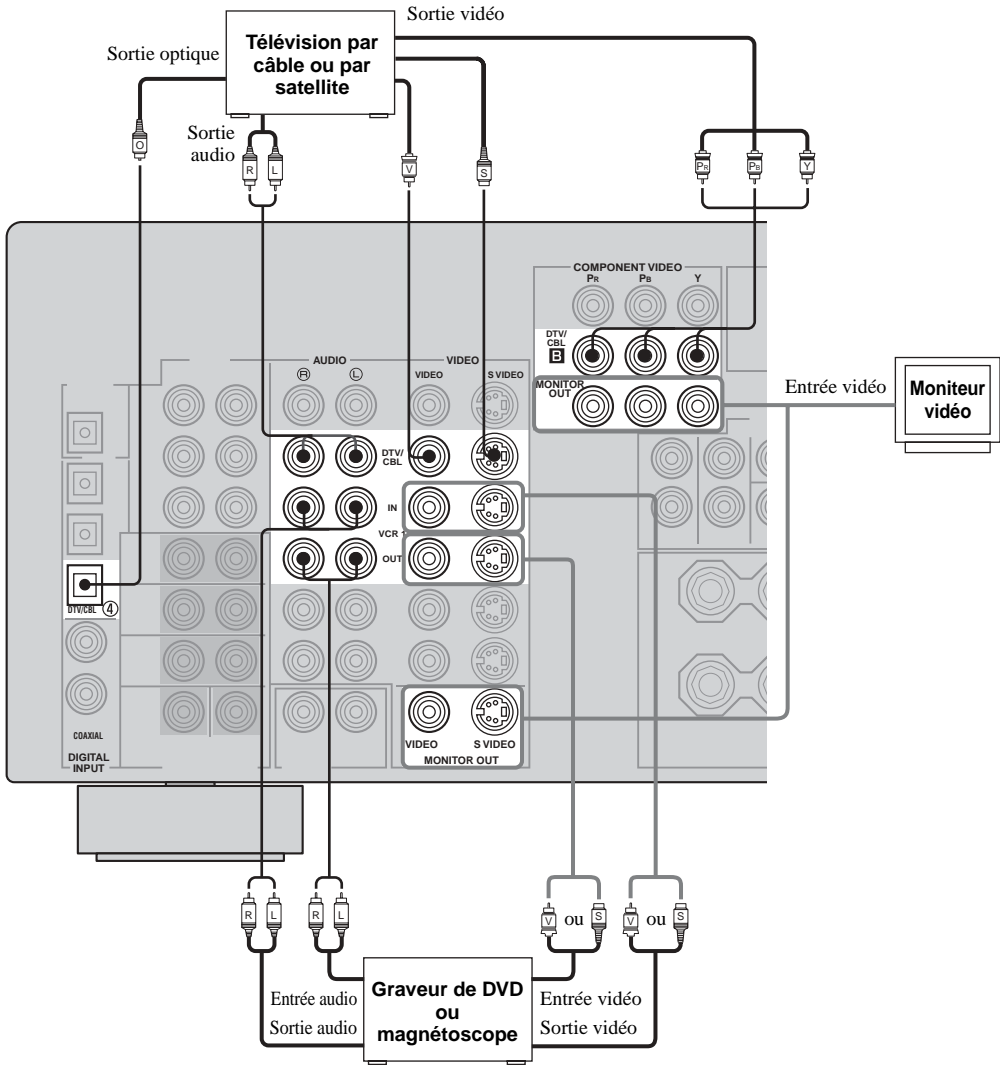 Sortie vidéo
Sortie optique
Télévision par
câble ou par
satellite
Sortie
audio
O
R
L
V
S
PR
PB
Y
COMPONENT VIDEO
PR
PB
Y
DTV/
CBL
B
MONITOR
OUT
Entrée vidéo
Moniteur
vidéo
AUDIO
VIDEO
R
L
VIDEO
S VIDEO
DTV/
CBL
IN
VCR 1
OUT
DTV/CBL
④
COAXIAL
DIGITAL
INPUT
VIDEO
S VIDEO
MONITOR OUT
R
L
R
L
V
ou
S
V
ou
S
Entrée audio
Sortie audio
Graveur de DVD
ou
magnétoscope
Entrée vidéo
Sortie vidéo